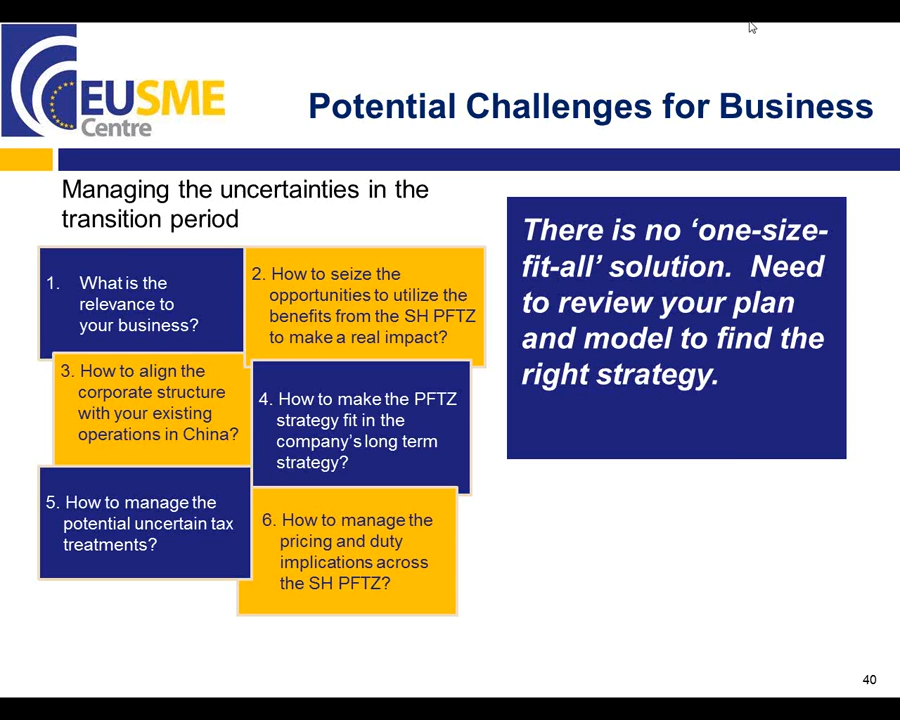 EUSME
Centre
Potential Challenges for Business
Managing the uncertainties in the
transition period
1. What is the
relevance to
your business?
2. How to seize the
opportunities to utilize the
benefits from the SH PFTZ
to make a real impact?
3. How to align the
corporate structure
with your existing
operations in China?
4. How to make the PFTZ
strategy fit in the
company's long term
strategy?
5. How to manage the
potential uncertain tax
treatments?
6. How to manage the
pricing and duty
implications across
the SH PFTZ?
There is no ‘one-size-
fit-all’ solution. Need
to review your plan
and model to find the
right strategy.
40